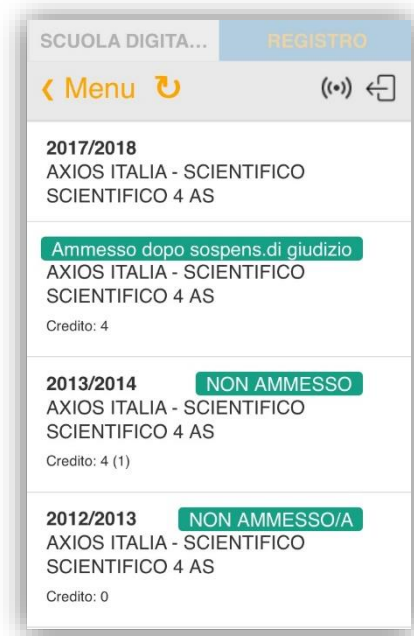 SCUOLA DIGITA...
REGISTRO
Menu
2017/2018
AXIOS ITALIA - SCIENTIFICO
SCIENTIFICO 4 AS
Ammesso dopo sospens.di giudizio
AXIOS ITALIA - SCIENTIFICO
SCIENTIFICO 4 AS
Credito: 4
2013/2014 NON AMMESSO
AXIOS ITALIA - SCIENTIFICO
SCIENTIFICO 4 AS
Credito: 4 (1)
2012/2013 NON AMMESSO/A
AXIOS ITALIA - SCIENTIFICO
SCIENTIFICO 4 AS
Credito: 0